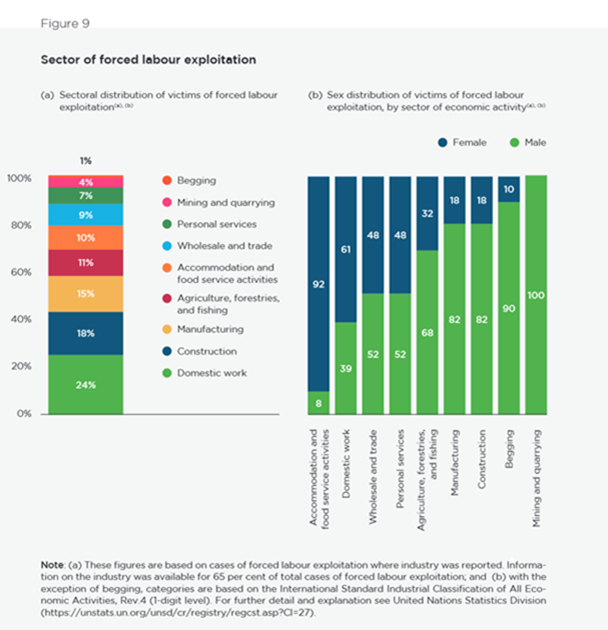 Figure 9
Sector of forced labour exploitation
(a) Sectoral distribution of victims of forced labour
exploitation(a), (b)
1%
100%
80%
60%
40%
20%
0%
4%
7%
9%
10%
11%
15%
18%
24%
Begging
Mining and quarrying
Personal services
Wholesale and trade
Accommodation and
food service activities
Agriculture, forestries,
and fishing
Manufacturing
Construction
Domestic work
(b) Sex distribution of victims of forced labour
exploitation, by sector of economic activity(a), (b)
Female
Male
92
8
61
39
48
52
48
52
32
68
18
82
18
82
10
90
100
Accommodation and
food service activities
Domestic work
Wholesale and trade
Personal services
Agriculture, forestries,
and fishing
Manufacturing
Construction
Begging
Mining and quarrying
Note: (a) These figures are based on cases of forced labour exploitation where industry was reported. Informa-
tion on the industry was available for 65 per cent of total cases of forced labour exploitation; and (b) with the
exception of begging, categories are based on the International Standard Industrial Classification of All Eco-
nomic Activities, Rev.4 (1-digit level). For further detail and explanation see United Nations Statistics Division
(https://unstats.un.org/unsd/cr/registry/regcst.asp?Cl=27).